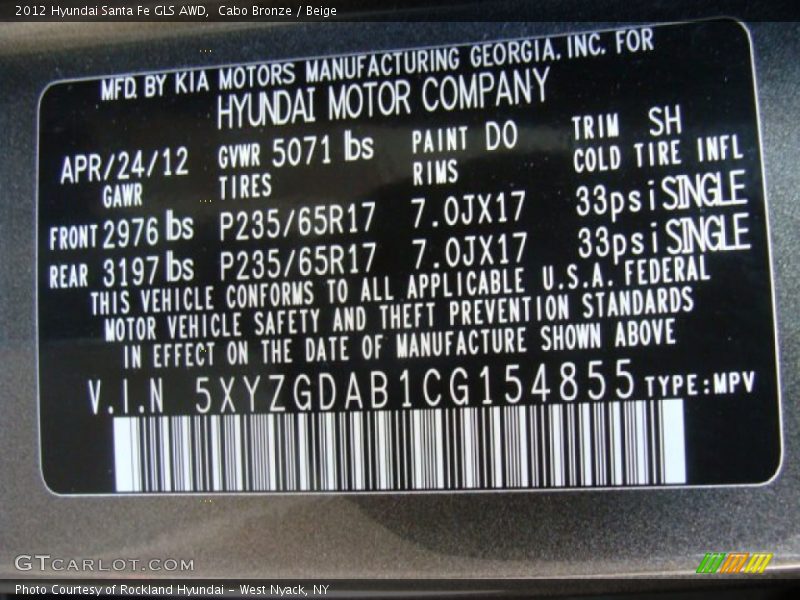 2012 Hyundai Santa Fe GLS AWD,  Cabo Bronze / Beige
MFD. BY KIA MOTORS MANUFACTURING GEORGIA. INC. FOR
HYUNDAI MOTOR COMPANY
APR/24/12 GVWR 5071 lbs PAINT DO TRIM SH
GAWR TIRES RIMS COLD TIRE INFL
FRONT 2976 lbs P235/65R17 7.0JX17 33psi SINGLE
REAR 3197 lbs P235/65R17 7.0JX17 33psi SINGLE
THIS VEHICLE CONFORMS TO ALL APPLICABLE U.S.A. FEDERAL
MOTOR VEHICLE SAFETY AND THEFT PREVENTION STANDARDS
IN EFFECT ON THE DATE OF MANUFACTURE SHOWN ABOVE
V.I.N 5XYZGDAB1CG154855 TYPE:MPV
GTCARLOT.COM
Photo Courtesy of Rockland Hyundai - West Nyack, NY